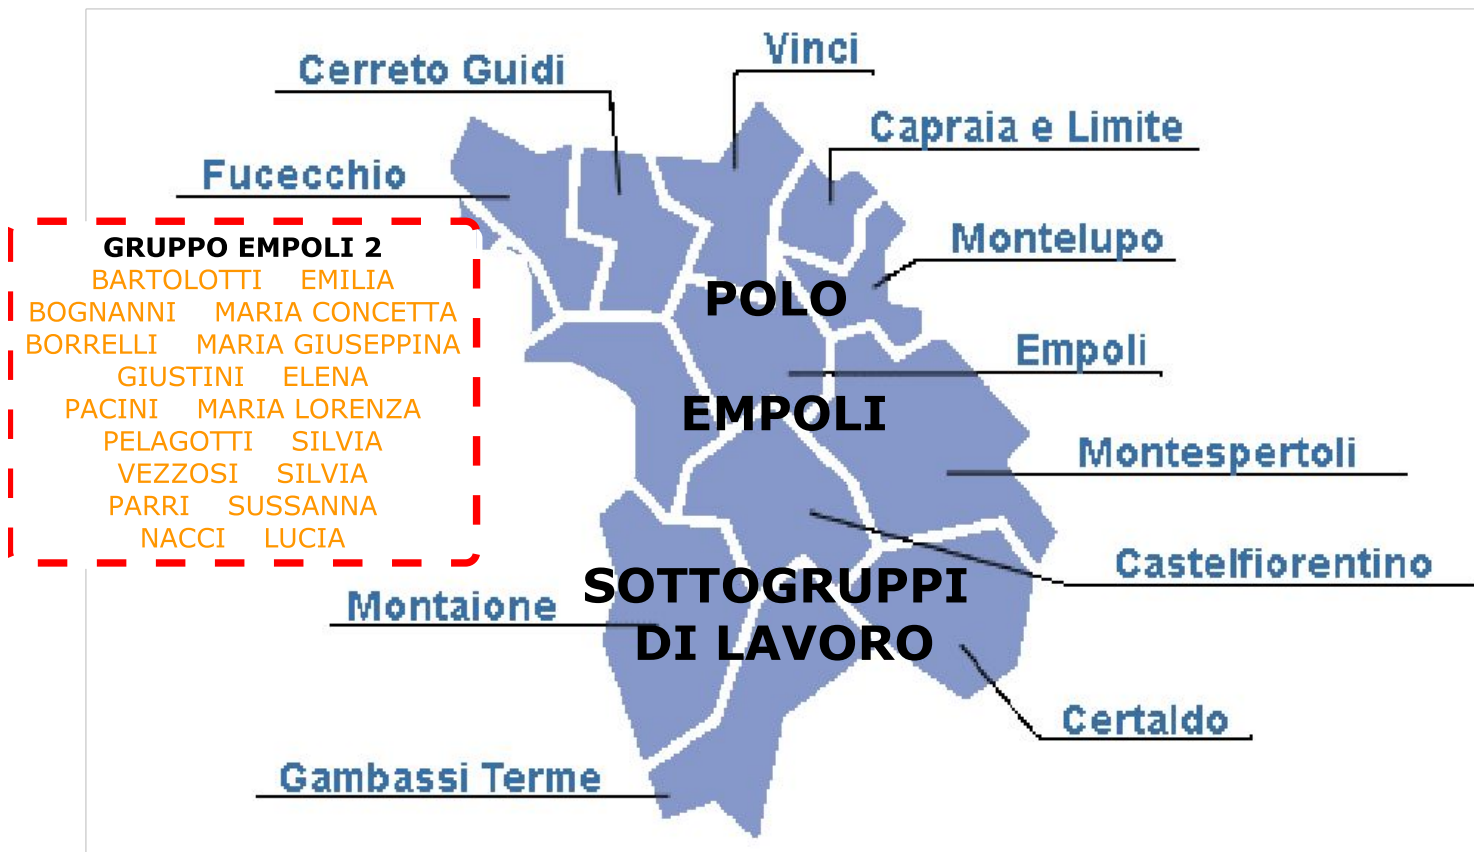 Vinci
Cerreto Guidi
Capraia e Limite
Fucecchio
Montelupo
GRUPPO EMPOLI 2
BARTOLOTTI EMILIA
BOGNANNI MARIA CONCETTA
BORRELLI MARIA GIUSEPPINA
GIUSTINI ELENA
PACINI MARIA LORENZA
PELAGOTTI SILVIA
VEZZOSI SILVIA
PARRI SUSSANNA
NACCI LUCIA
POLO
EMPOLI
Empoli
Montespertoli
Castelfiorentino
SOTTOGRUPPI
DI LAVORO
Montaione
Certaldo
Gambassi Terme